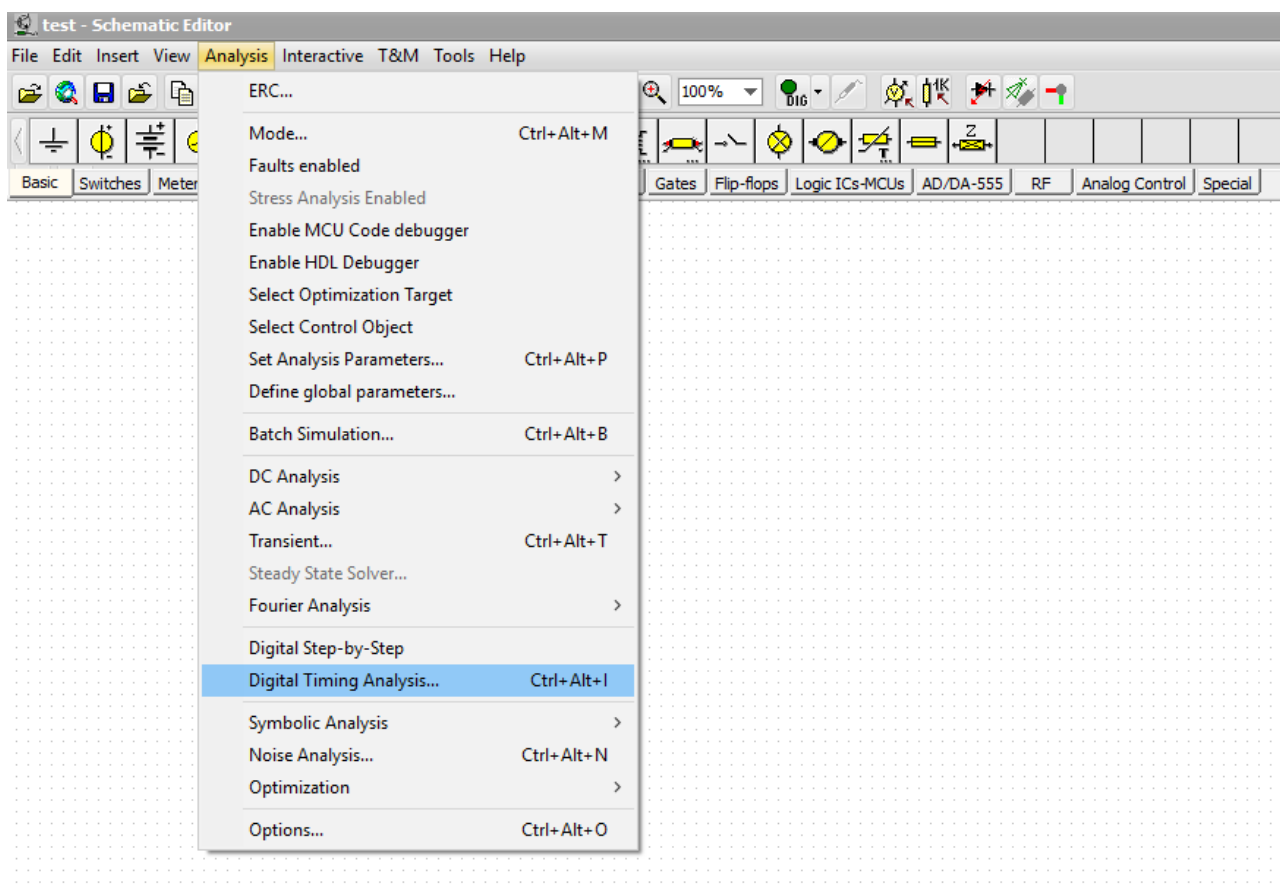 test - Schematic Editor
File Edit Insert View Analysis Interactive T&M Tools Help
100%
DIG
1K
Z
T
Basic Switches Meter Gates Flip-flops Logic ICs-MCUs AD/DA-555 RF Analog Control Special
ERC...
Mode... Ctrl+Alt+M
Faults enabled
Stress Analysis Enabled
Enable MCU Code debugger
Enable HDL Debugger
Select Optimization Target
Select Control Object
Set Analysis Parameters... Ctrl+Alt+P
Define global parameters...
Batch Simulation... Ctrl+Alt+B
DC Analysis
AC Analysis
Transient... Ctrl+Alt+T
Steady State Solver...
Fourier Analysis
Digital Step-by-Step
Digital Timing Analysis... Ctrl+Alt+I
Symbolic Analysis
Noise Analysis... Ctrl+Alt+N
Optimization
Options... Ctrl+Alt+O